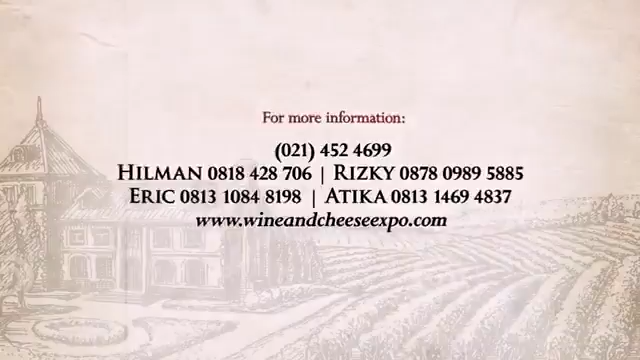 For more information:
(021) 452 4699
HILMAN 0818 428 706 | RIZKY 0878 0989 5885
ERIC 0813 1084 8198 | ATIKA 0813 1469 4837
www.wineandcheeseexpo.com